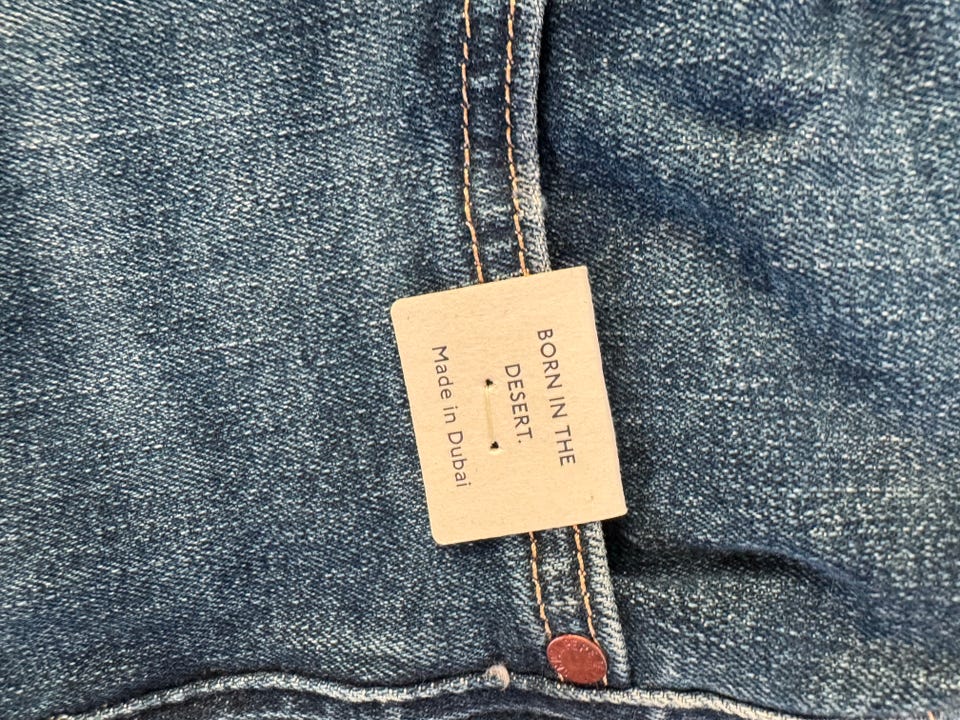 BORN IN THE
DESERT.
Made in Dubai